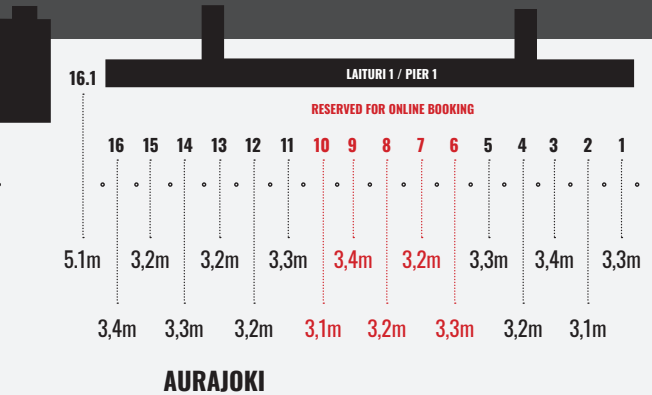 16.1 LAITURI 1 / PIER 1
RESERVED FOR ONLINE BOOKING
16 15 14 13 12 11 10 9 8 7 6 5 4 3 2 1
5.1m 3,2m 3,2m 3,3m 3,4m 3,2m 3,3m 3,4m 3,3m
3,4m 3,3m 3,2m 3,1m 3,2m 3,3m 3,2m 3,1m
AURAJOKI